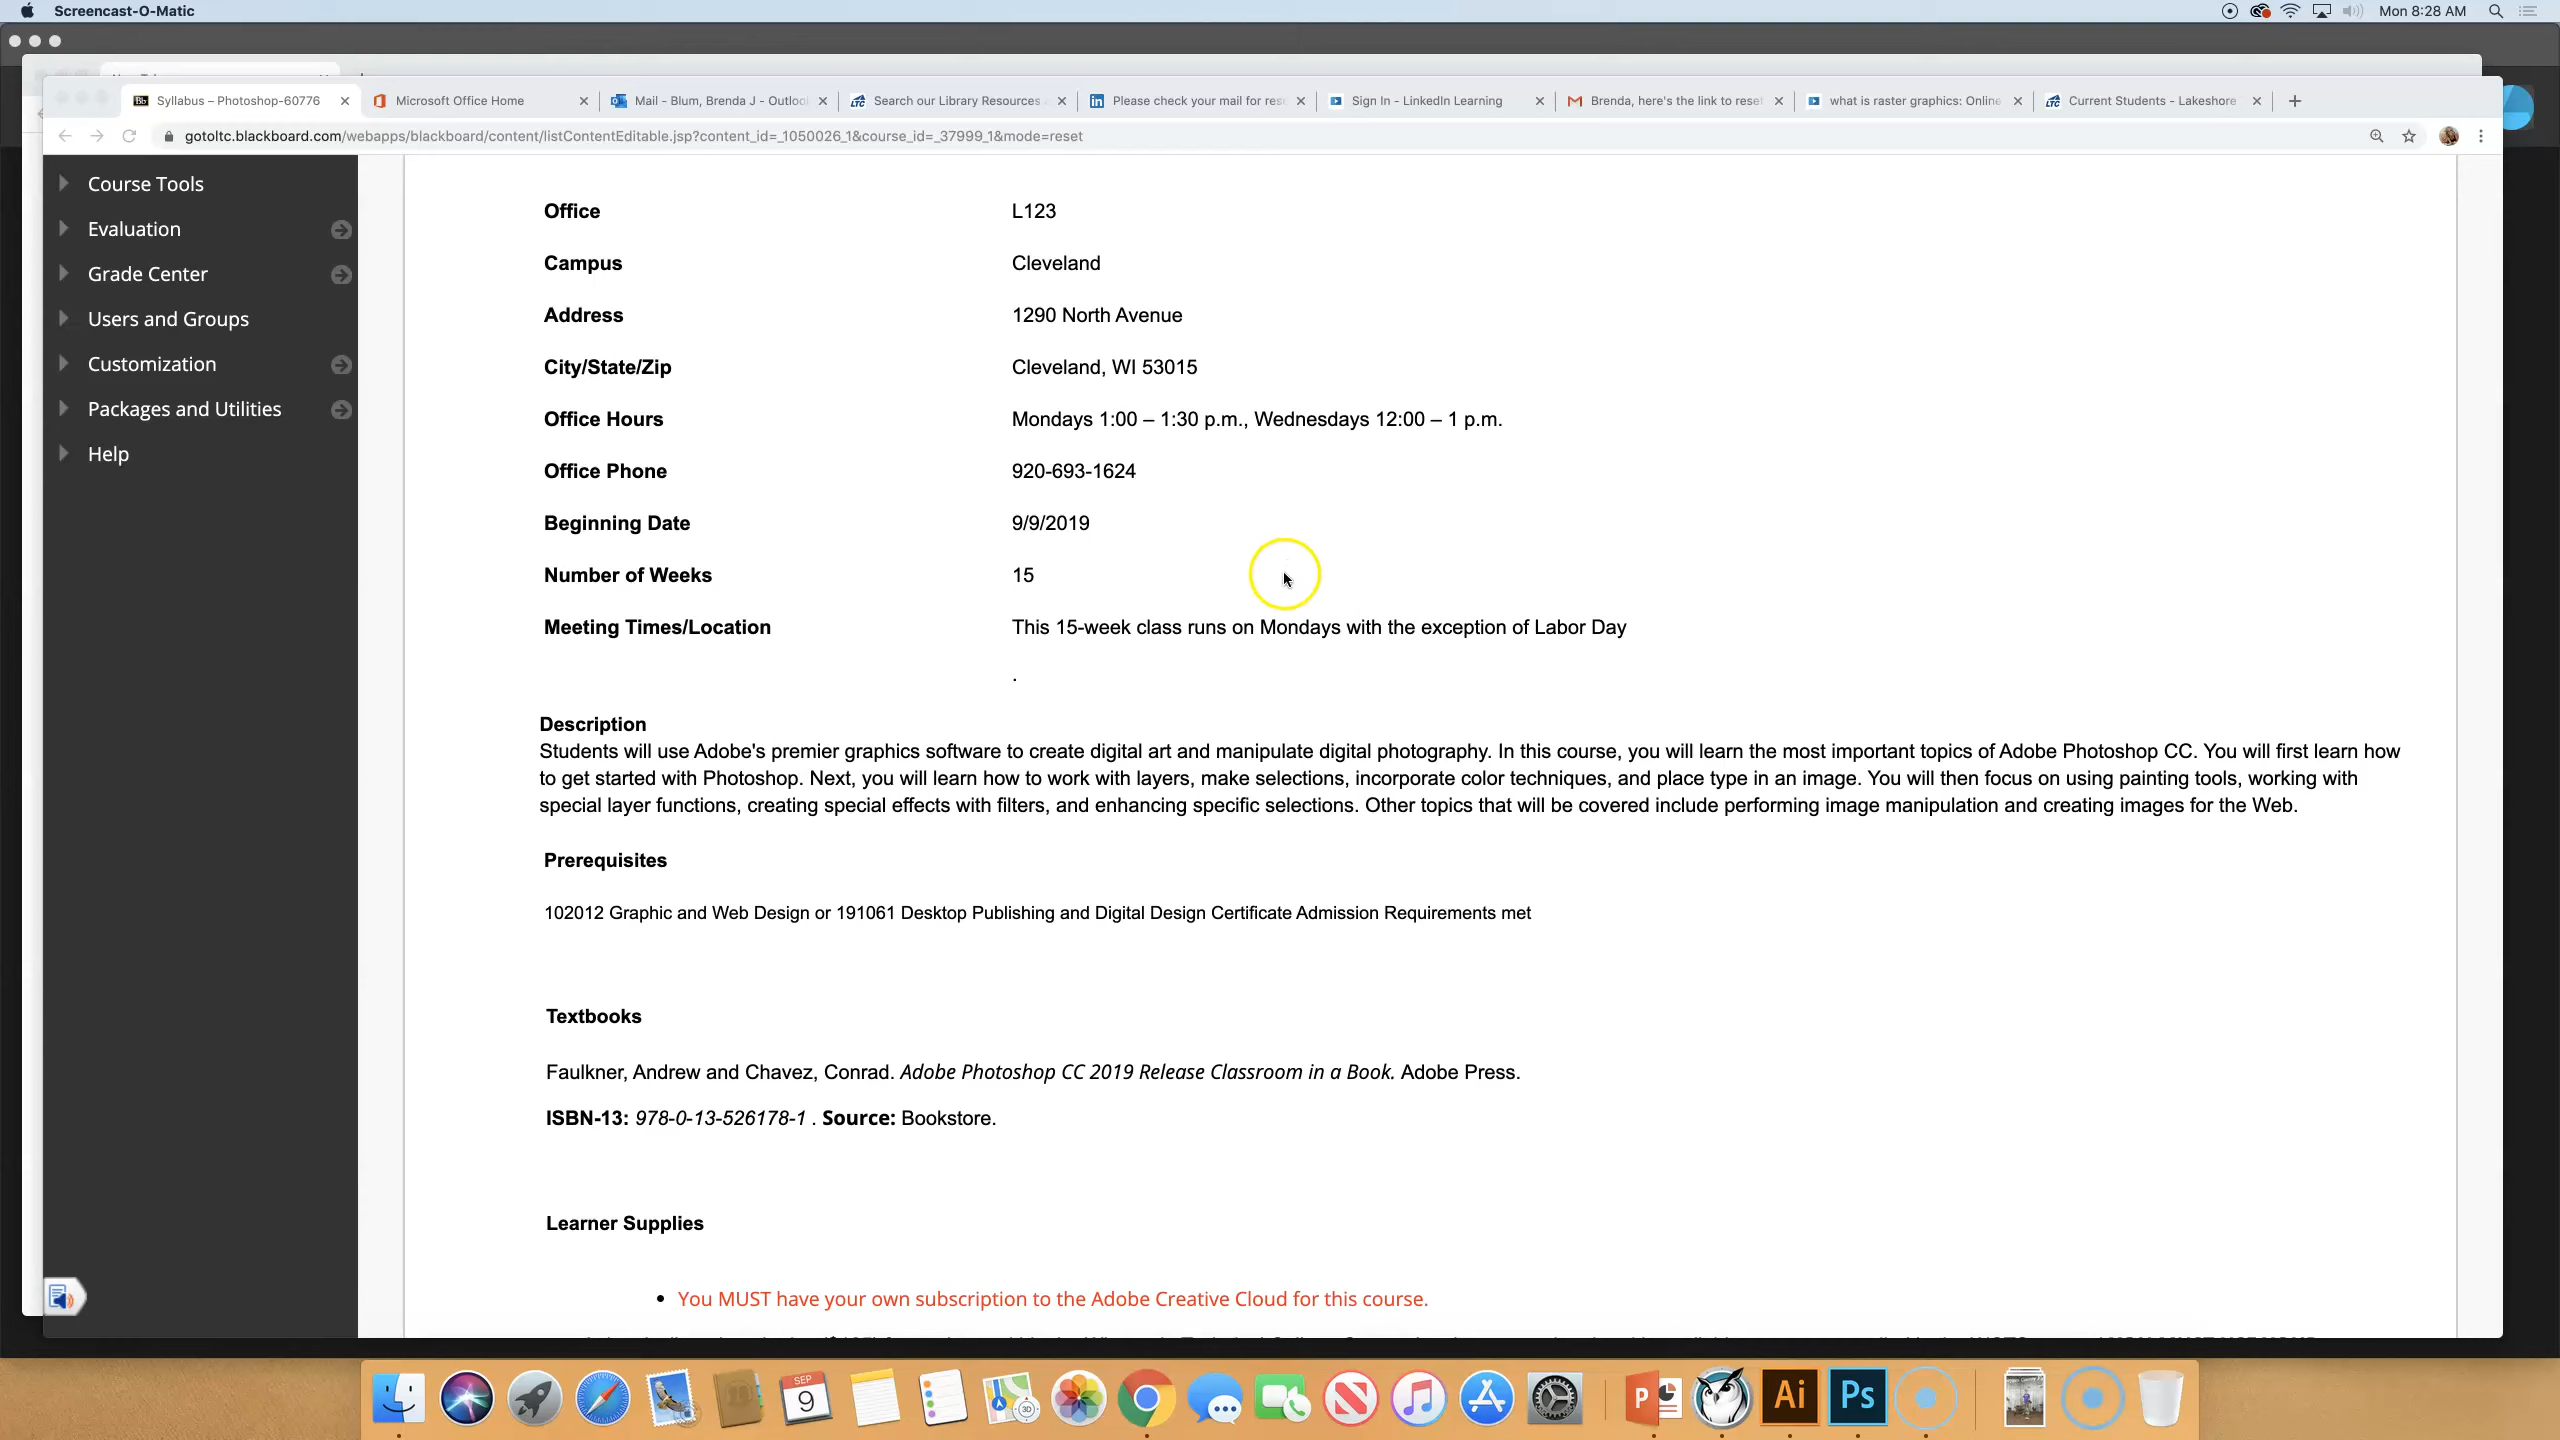 Screencast-O-Matic
Mon 8:28 AM
Syllabus – Photoshop-60776
Microsoft Office Home
Mail - Blum, Brenda J - Outloo
Search our Library Resources
Please check your mail for res
Sign In - LinkedIn Learning
Brenda, here's the link to reset
what is raster graphics: Online
Current Students - Lakeshore
gotoltc.blackboard.com/webapps/blackboard/content/listContentEditable.jsp?content_id=_1050026_1&course_id=_37999_1&mode=reset
Course Tools
Evaluation
Grade Center
Users and Groups
Customization
Packages and Utilities
Help
Office L123
Campus Cleveland
Address 1290 North Avenue
City/State/Zip Cleveland, WI 53015
Office Hours Mondays 1:00 – 1:30 p.m., Wednesdays 12:00 – 1 p.m.
Office Phone 920-693-1624
Beginning Date 9/9/2019
Number of Weeks 15
Meeting Times/Location This 15-week class runs on Mondays with the exception of Labor Day
.
Description
Students will use Adobe's premier graphics software to create digital art and manipulate digital photography. In this course, you will learn the most important topics of Adobe Photoshop CC. You will first learn how
to get started with Photoshop. Next, you will learn how to work with layers, make selections, incorporate color techniques, and place type in an image. You will then focus on using painting tools, working with
special layer functions, creating special effects with filters, and enhancing specific selections. Other topics that will be covered include performing image manipulation and creating images for the Web.
Prerequisites
102012 Graphic and Web Design or 191061 Desktop Publishing and Digital Design Certificate Admission Requirements met
Textbooks
Faulkner, Andrew and Chavez, Conrad. Adobe Photoshop CC 2019 Release Classroom in a Book. Adobe Press.
ISBN-13: 978-0-13-526178-1 . Source: Bookstore.
Learner Supplies
• You MUST have your own subscription to the Adobe Creative Cloud for this course.
SEP
9
3D
P
Ai
Ps